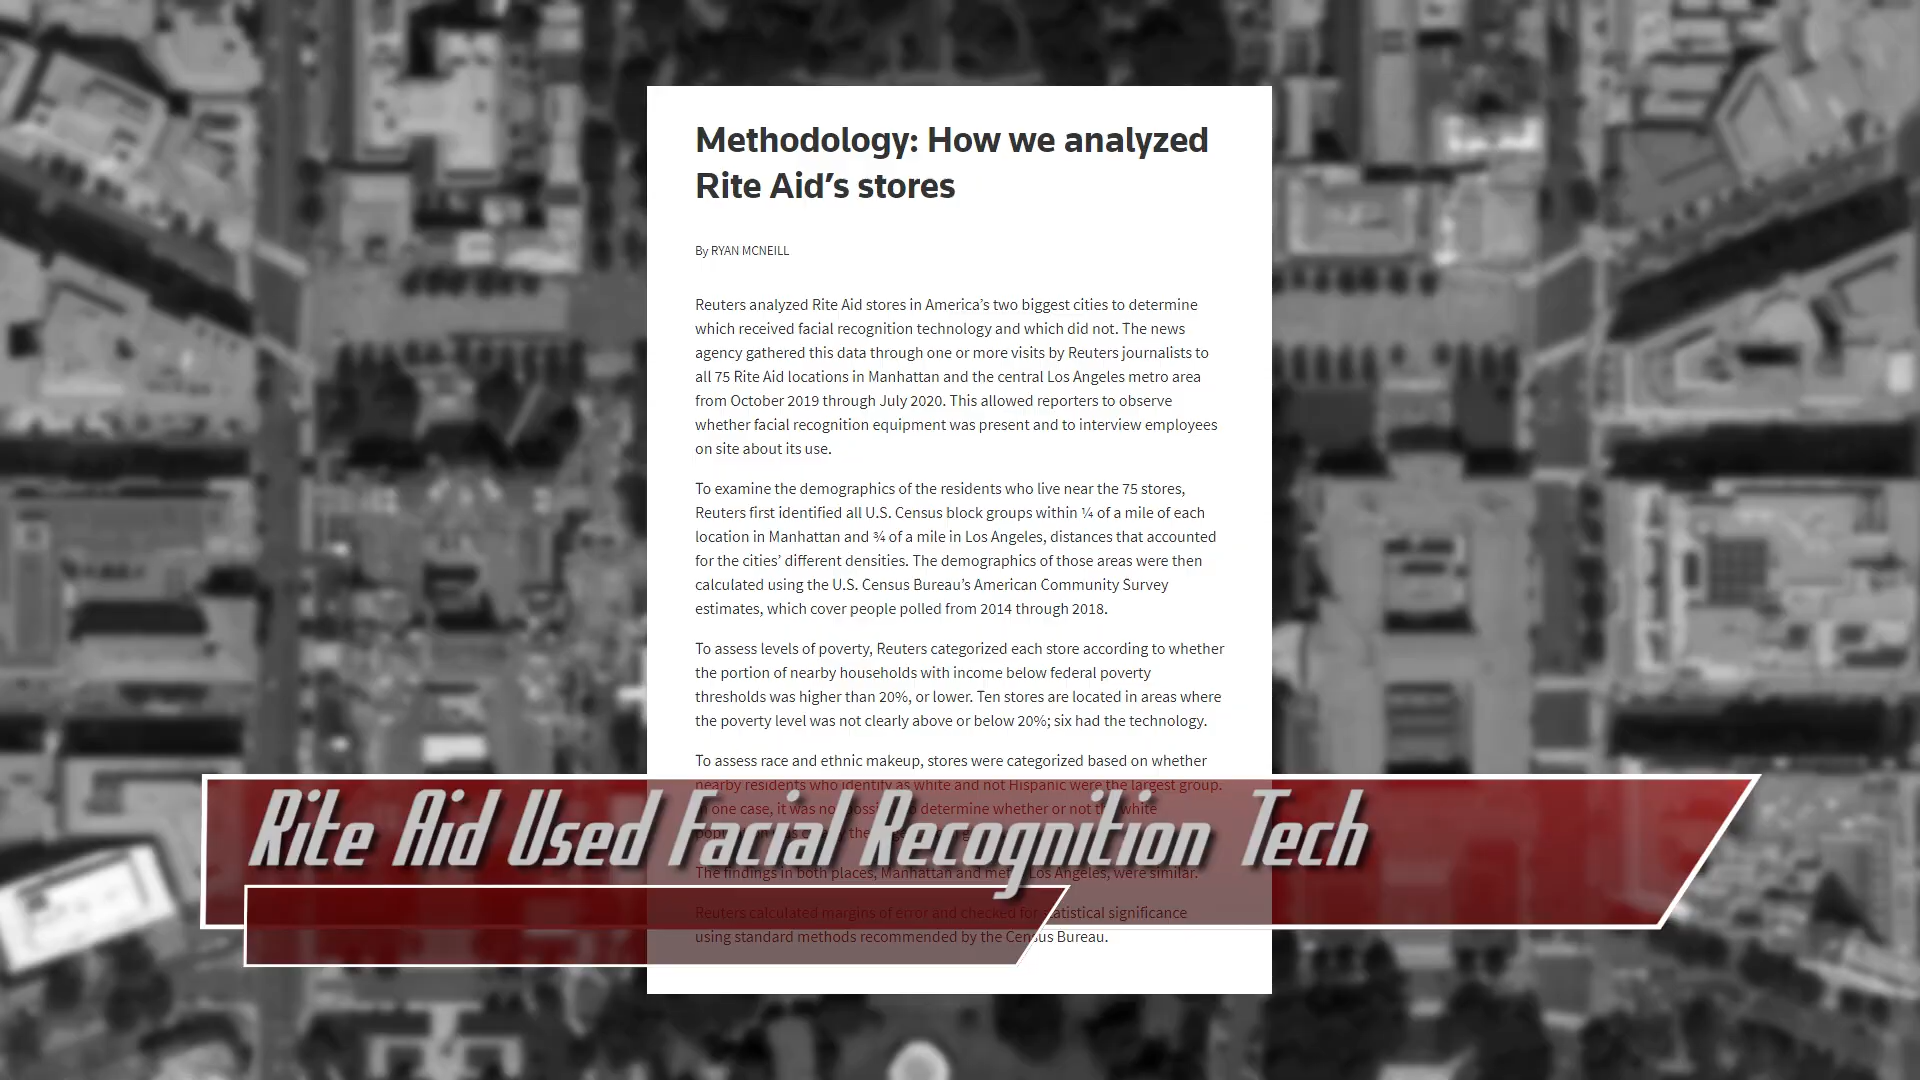 Methodology: How we analyzed
Rite Aid’s stores
By RYAN MCNEILL
Reuters analyzed Rite Aid stores in America’s two biggest cities to determine
which received facial recognition technology and which did not. The news
agency gathered this data through one or more visits by Reuters journalists to
all 75 Rite Aid locations in Manhattan and the central Los Angeles metro area
from October 2019 through July 2020. This allowed reporters to observe
whether facial recognition equipment was present and to interview employees
on site about its use.
To examine the demographics of the residents who live near the 75 stores,
Reuters first identified all U.S. Census block groups within ¼ of a mile of each
location in Manhattan and ¾ of a mile in Los Angeles, distances that accounted
for the cities’ different densities. The demographics of those areas were then
calculated using the U.S. Census Bureau’s American Community Survey
estimates, which cover people polled from 2014 through 2018.
To assess levels of poverty, Reuters categorized each store according to whether
the portion of nearby households with income below federal poverty
thresholds was higher than 20%, or lower. Ten stores are located in areas where
the poverty level was not clearly above or below 20%; six had the technology.
To assess race and ethnic makeup, stores were categorized based on whether
nearby residents who identify as white and not Hispanic were the largest group.
one case, it was determine whether or not white
the
Rite Aid Used Facial Recognition Tech
The findings in both places, Manhattan and Los Angeles, were similar.
Reuters calculated margins of error and checked for statistical significance
using standard methods recommended by the Census Bureau.